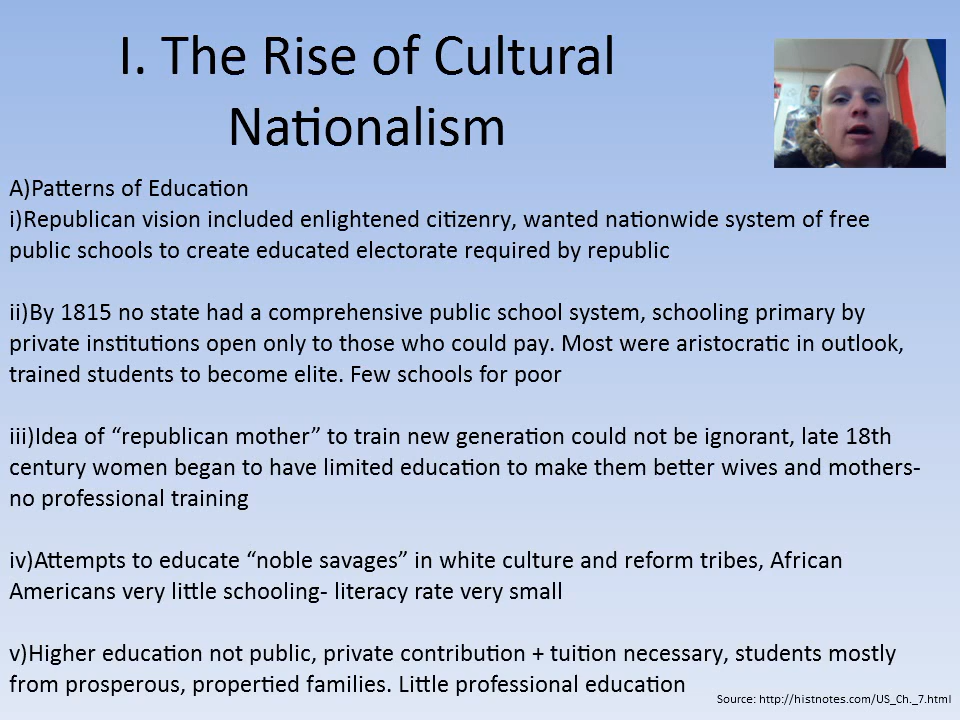 I. The Rise of Cultural
Nationalism
A)Patterns of Education
i)Republican vision included enlightened citizenry, wanted nationwide system of free
public schools to create educated electorate required by republic
ii)By 1815 no state had a comprehensive public school system, schooling primary by
private institutions open only to those who could pay. Most were aristocratic in outlook,
trained students to become elite. Few schools for poor
iii)Idea of “republican mother” to train new generation could not be ignorant, late 18th
century women began to have limited education to make them better wives and mothers-
no professional training
iv)Attempts to educate “noble savages” in white culture and reform tribes, African
Americans very little schooling- literacy rate very small
v)Higher education not public, private contribution + tuition necessary, students mostly
from prosperous, propertied families. Little professional education
Source: http://histnotes.com/US_Ch._7.html